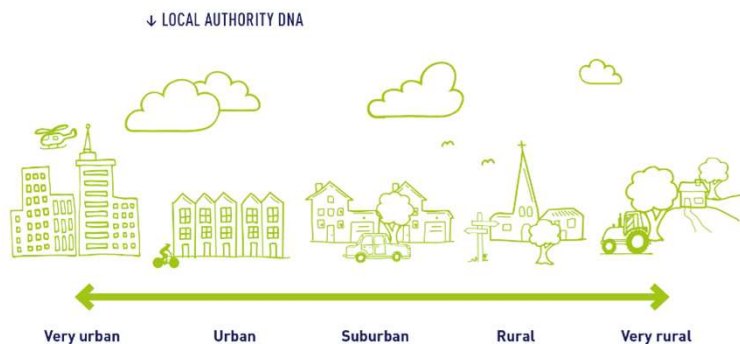 ↓ LOCAL AUTHORITY DNA
Very urban
Urban
Suburban
Rural
Very rural